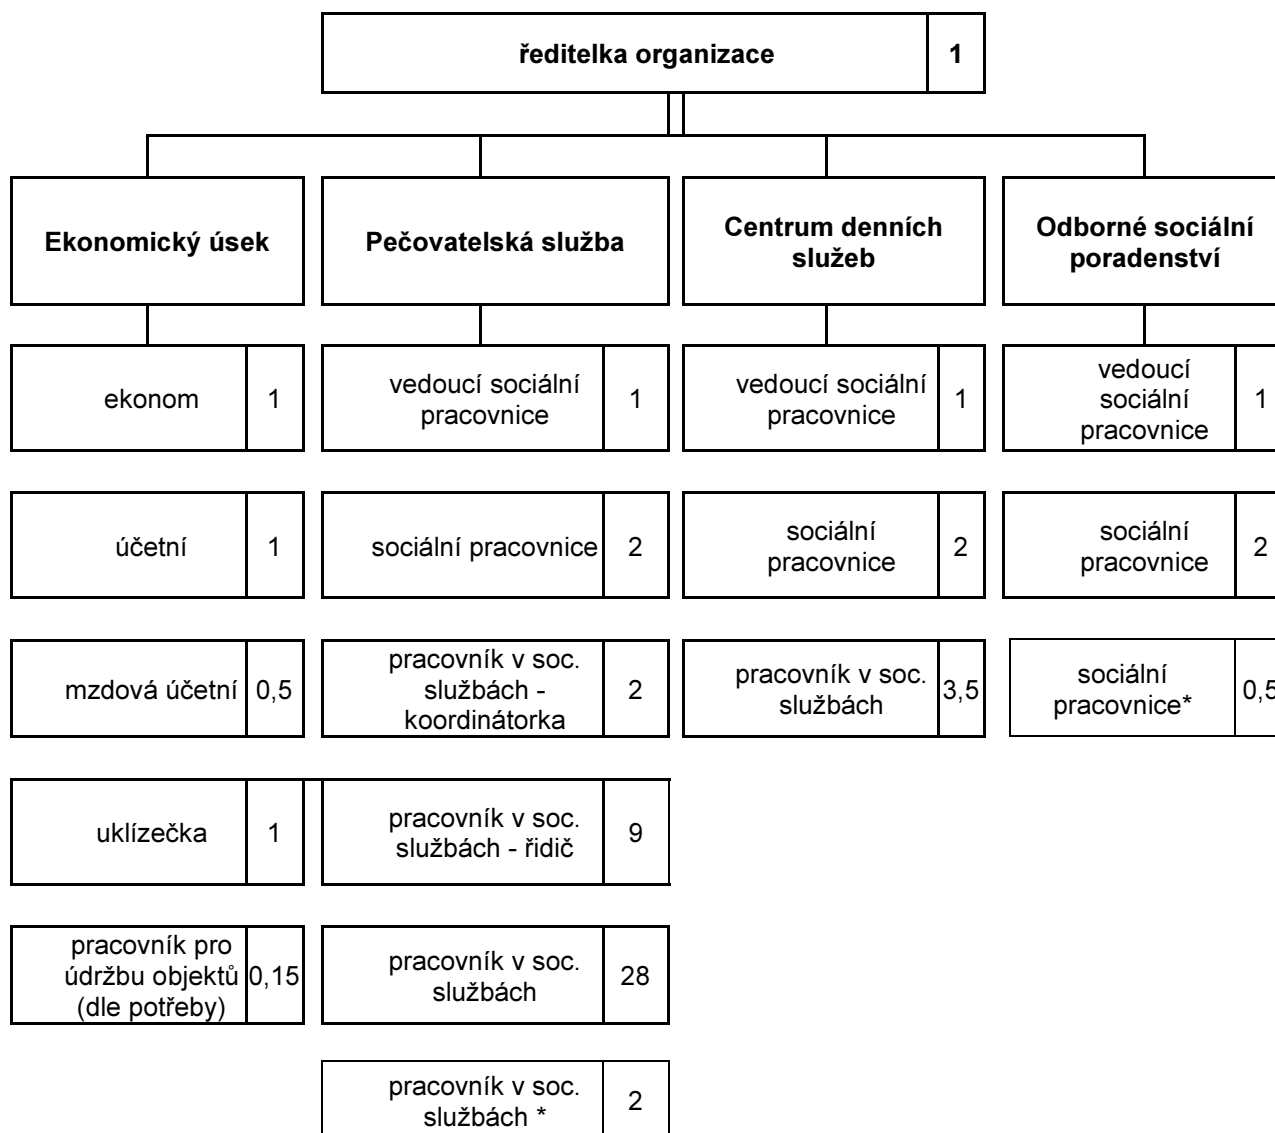 ředitelka organizace 1
Ekonomický úsek
Pečovatelská služba
Centrum denních
služeb
Odborné sociální
poradenství
ekonom 1
vedoucí sociální
pracovnice 1
vedoucí sociální
pracovnice 1
vedoucí
sociální
pracovnice 1
účetní 1
sociální pracovnice 2
sociální
pracovnice 2
sociální
pracovnice 2
mzdová účetní 0,5
pracovník v soc.
službách -
koordinátorka 2
pracovník v soc.
službách 3,5
sociální
pracovnice* 0,5
uklízečka 1
pracovník v soc.
službách - řidič 9
pracovník pro
údržbu objektů
(dle potřeby) 0,15
pracovník v soc.
službách 28
pracovník v soc.
službách * 2